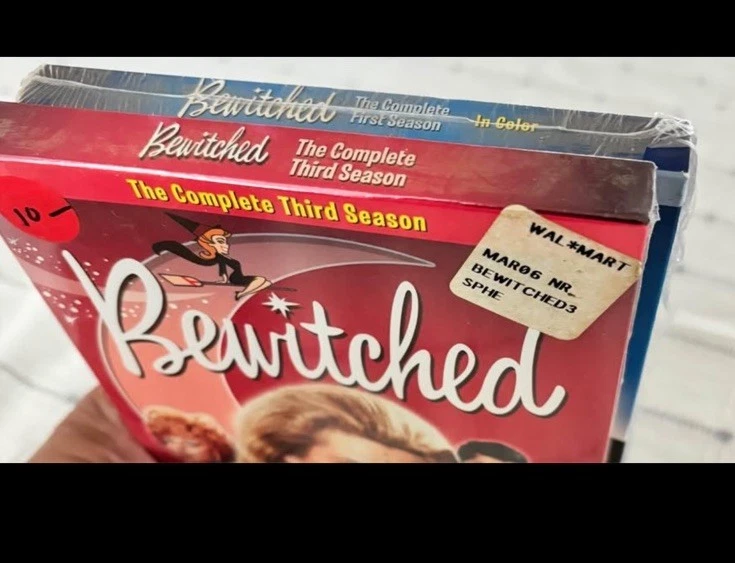 Bewitched
The Complete
First Season
In Color
Bewitched
The Complete
Third Season
The Complete Third Season
10-
WAL*MART
MAR06 NR
BEWITCHED3
SPHE
Bewitched